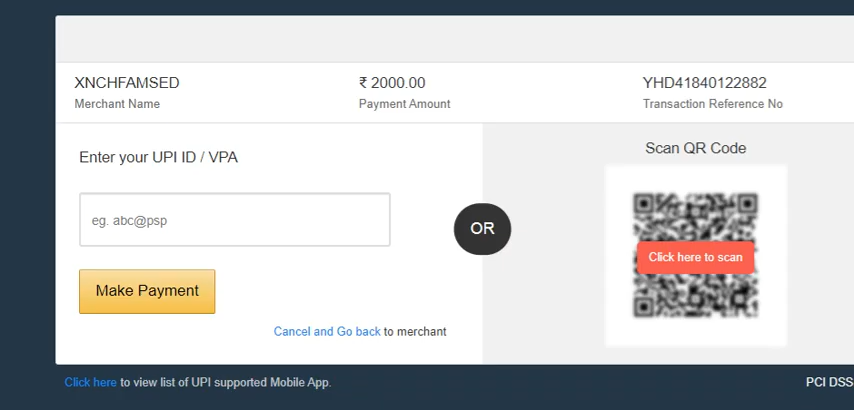 XNCHFAMSED
Merchant Name
₹ 2000.00
Payment Amount
YHD41840122882
Transaction Reference No
Enter your UPI ID / VPA
eg. abc@psp
Make Payment
Cancel and Go back to merchant
OR
Scan QR Code
Click here to scan
Click here to view list of UPI supported Mobile App.
PCI DSS